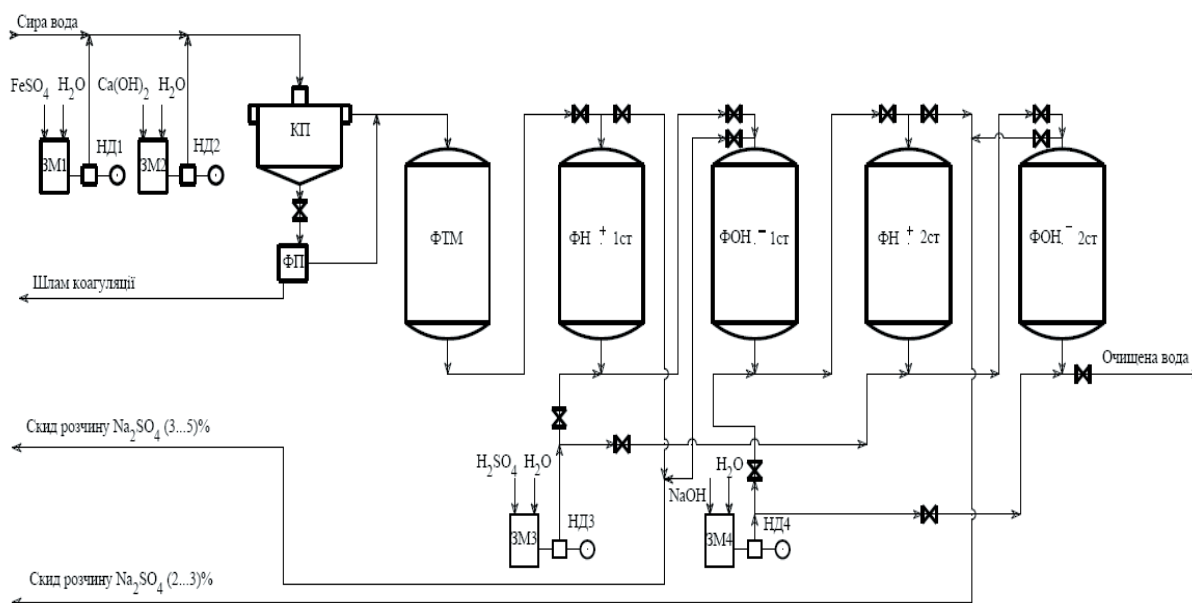 Сира вода
FeSO4 H2O Ca(OH)2 H2O
НД1 НД2
ЗМ1 ЗМ2
КП
ФП
Шлам коагуляції
ФТМ
ФН+ 1ст
ФОН− 1ст
ФН+ 2ст
ФОН− 2ст
Очищена вода
Скид розчину Na2SO4 (3...5)%
H2SO4 H2O
NaOH H2O
НД3 НД4
ЗМ3 ЗМ4
Скид розчину Na2SO4 (2...3)%